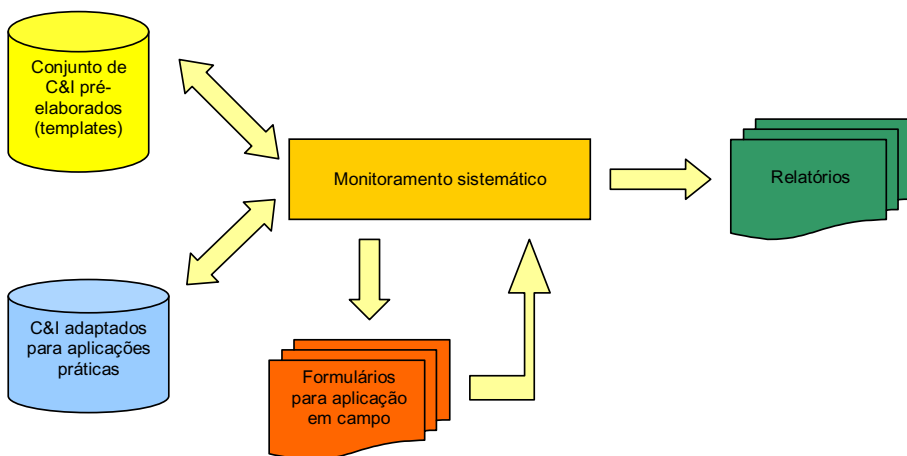 Conjunto de
C&I pré-
elaborados
(templates)
Monitoramento sistemático
Relatórios
C&I adaptados
para aplicações
práticas
Formulários
para aplicação
em campo